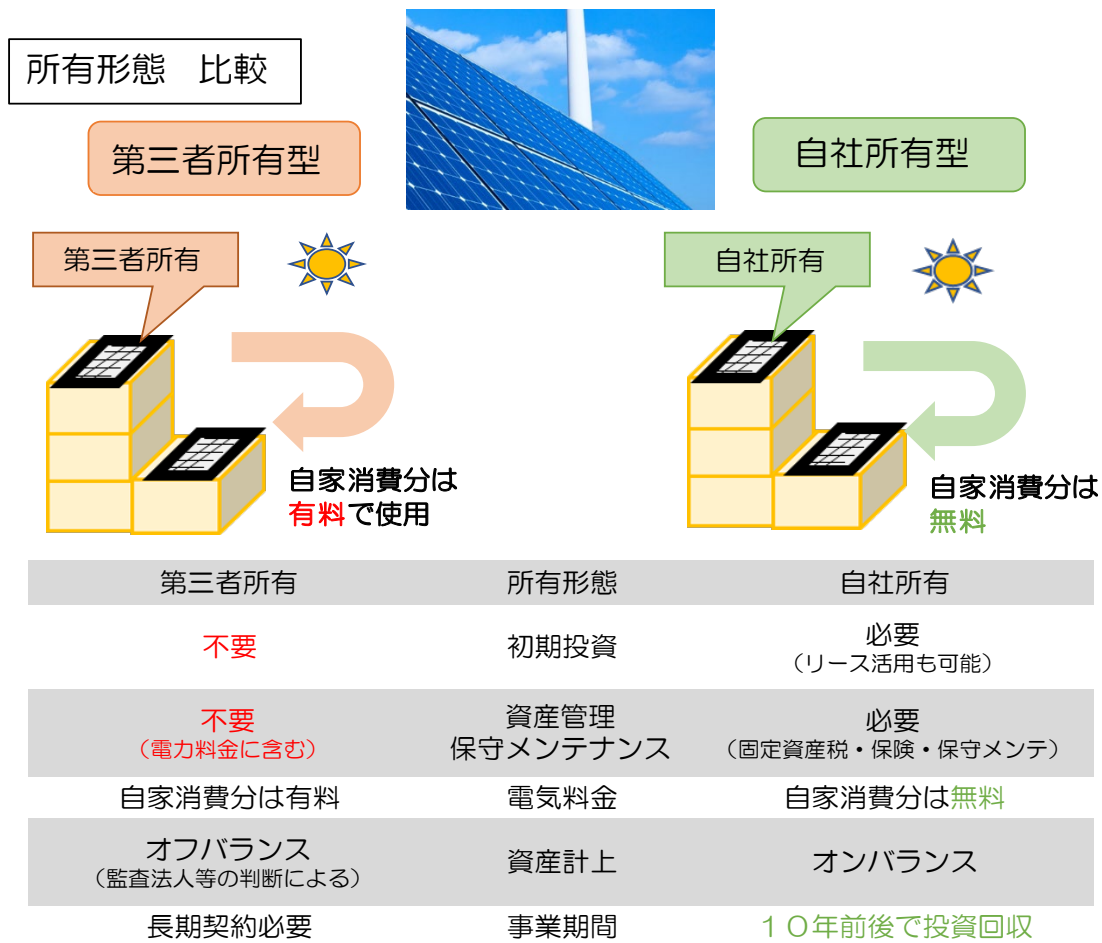 所有形態　比較
第三者所有型
自社所有型
第三者所有
自社所有
自家消費分は
有料で使用
自家消費分は
無料
第三者所有 所有形態 自社所有
不要 初期投資 必要
（リース活用も可能）
不要 資産管理 必要
（電力料金に含む） 保守メンテナンス （固定資産税・保険・保守メンテ）
自家消費分は有料 電気料金 自家消費分は無料
オフバランス 資産計上 オンバランス
（監査法人等の判断による）
長期契約必要 事業期間 １０年前後で投資回収